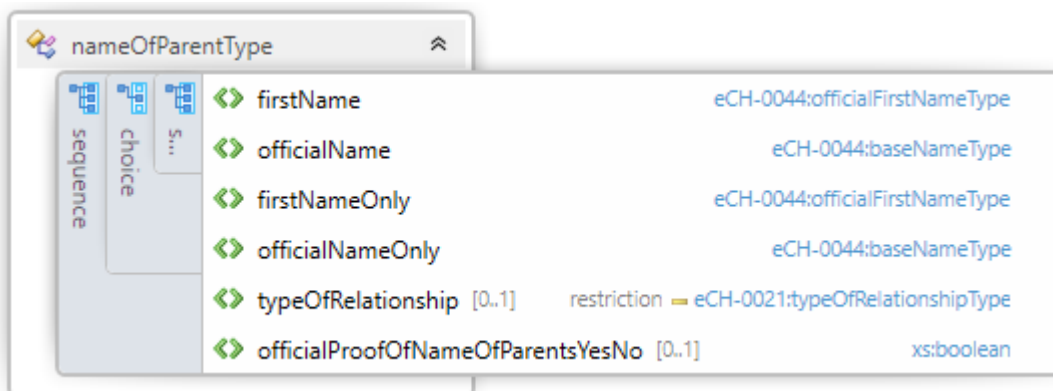 nameOfParentType
sequence
choice
s...
firstName eCH-0044:officialFirstNameType
officialName eCH-0044:baseNameType
firstNameOnly eCH-0044:officialFirstNameType
officialNameOnly eCH-0044:baseNameType
typeOfRelationship [0..1] restriction eCH-0021:typeOfRelationshipType
officialProofOfNameOfParentsYesNo [0..1] xs:boolean